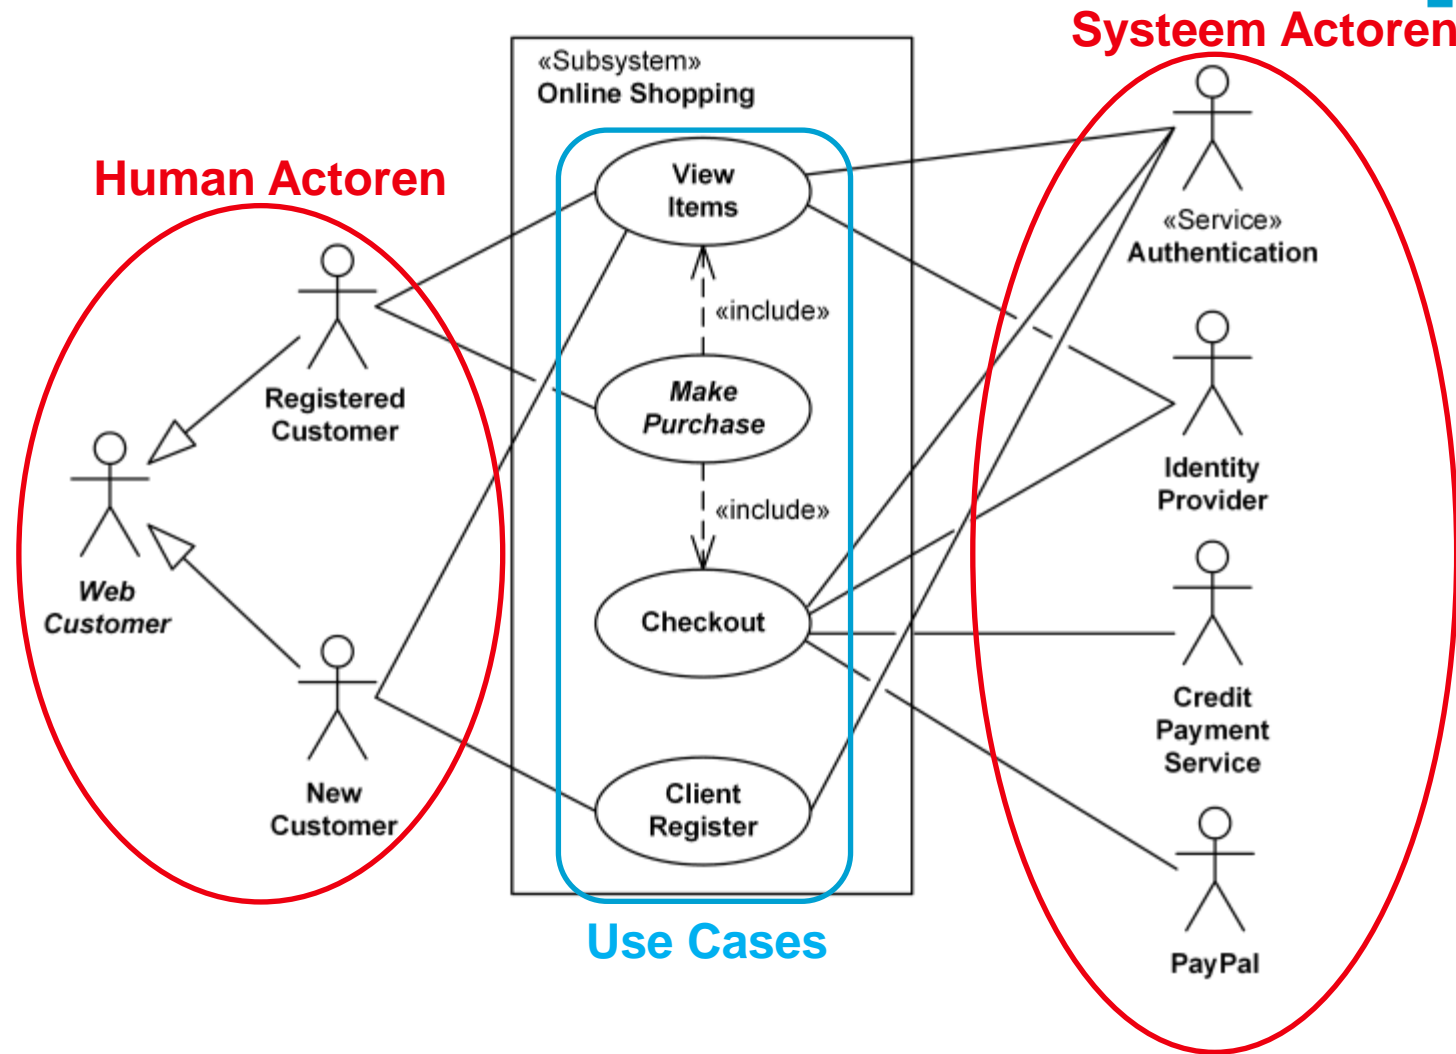 Systeem Actoren
«Subsystem»
Online Shopping
Human Actoren
View
Items
«include»
Make
Purchase
«include»
Checkout
Client
Register
Use Cases
Registered
Customer
Web
Customer
New
Customer
«Service»
Authentication
Identity
Provider
Credit
Payment
Service
PayPal